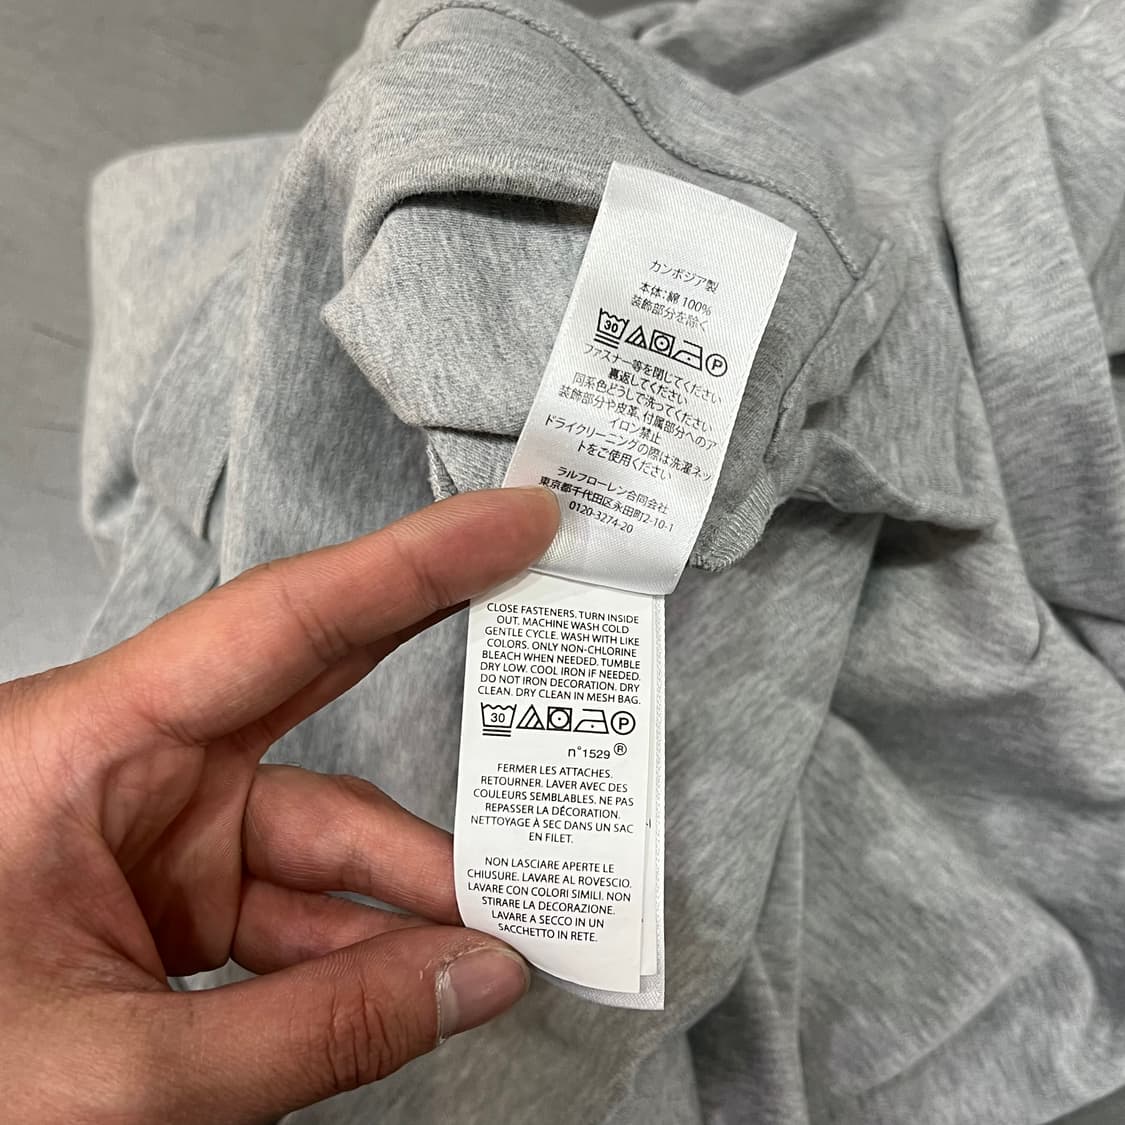 カンボジア製
本体：綿 100%
装飾部分を除く
30 P
ファスナー等を閉じてください
裏返してください
同系色どうしで洗ってください
装飾部分や皮革、付属部分へのア
イロン禁止
ドライクリーニングの際は洗濯ネッ
トをご使用ください
ラルフローレン合同会社
東京都千代田区永田町2-10-1
0120-3274-20
CLOSE FASTENERS. TURN INSIDE
OUT. MACHINE WASH COLD
GENTLE CYCLE. WASH WITH LIKE
COLORS. ONLY NON-CHLORINE
BLEACH WHEN NEEDED. TUMBLE
DRY LOW. COOL IRON IF NEEDED.
DO NOT IRON DECORATION. DRY
CLEAN. DRY CLEAN IN MESH BAG.
30 P
n°1529 ®
FERMER LES ATTACHES.
RETOURNER. LAVER AVEC DES
COULEURS SEMBLABLES. NE PAS
REPASSER LA DÉCORATION.
NETTOYAGE À SEC DANS UN SAC
EN FILET.
NON LASCIARE APERTE LE
CHIUSURE. LAVARE AL ROVESCIO.
LAVARE CON COLORI SIMILI. NON
STIRARE LA DECORAZIONE.
LAVARE A SECCO IN UN
SACCHETTO IN RETE.